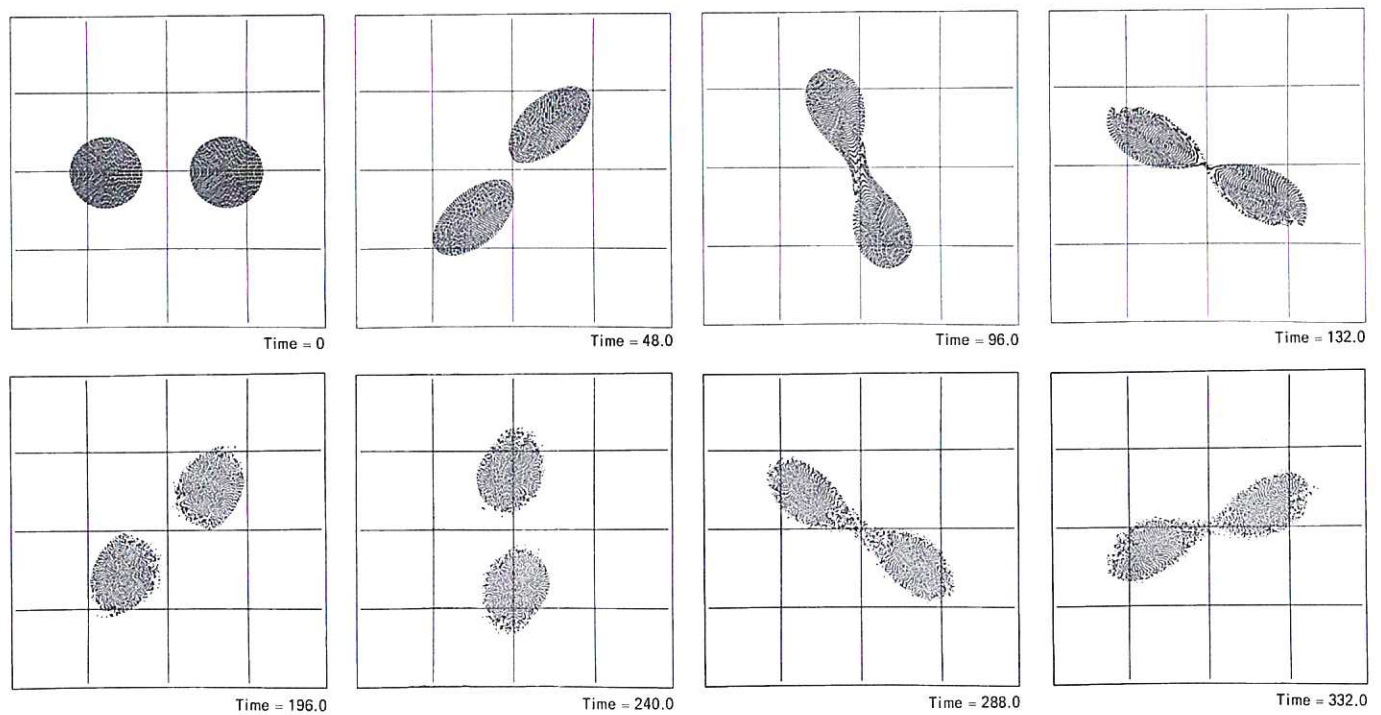 Time = 0
Time = 48.0
Time = 96.0
Time = 132.0
Time = 196.0
Time = 240.0
Time = 288.0
Time = 332.0